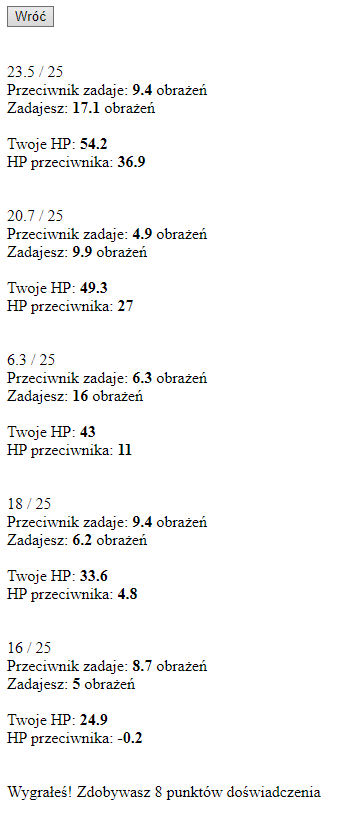 Wróć
23.5 / 25
Przeciwnik zadaje: 9.4 obrażeń
Zadajesz: 17.1 obrażeń
Twoje HP: 54.2
HP przeciwnika: 36.9
20.7 / 25
Przeciwnik zadaje: 4.9 obrażeń
Zadajesz: 9.9 obrażeń
Twoje HP: 49.3
HP przeciwnika: 27
6.3 / 25
Przeciwnik zadaje: 6.3 obrażeń
Zadajesz: 16 obrażeń
Twoje HP: 43
HP przeciwnika: 11
18 / 25
Przeciwnik zadaje: 9.4 obrażeń
Zadajesz: 6.2 obrażeń
Twoje HP: 33.6
HP przeciwnika: 4.8
16 / 25
Przeciwnik zadaje: 8.7 obrażeń
Zadajesz: 5 obrażeń
Twoje HP: 24.9
HP przeciwnika: -0.2
Wygrałeś! Zdobywasz 8 punktów doświadczenia